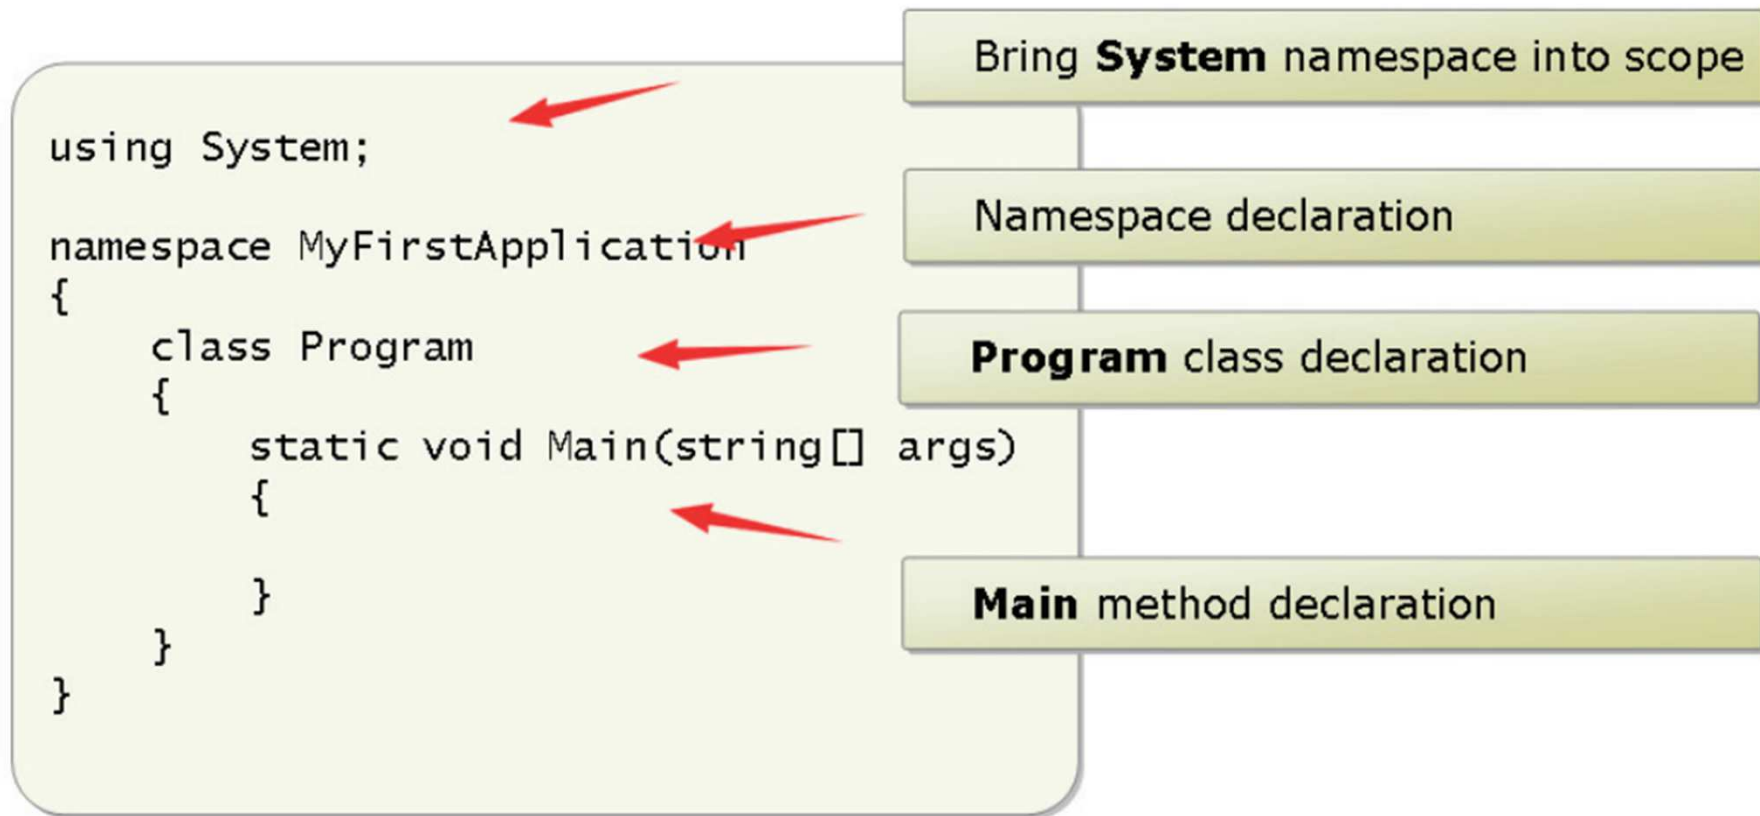 Bring System namespace into scope
using System;
Namespace declaration
namespace MyFirstApplication
{
class Program
Program class declaration
{
static void Main(string[] args)
{
}
Main method declaration
}
}